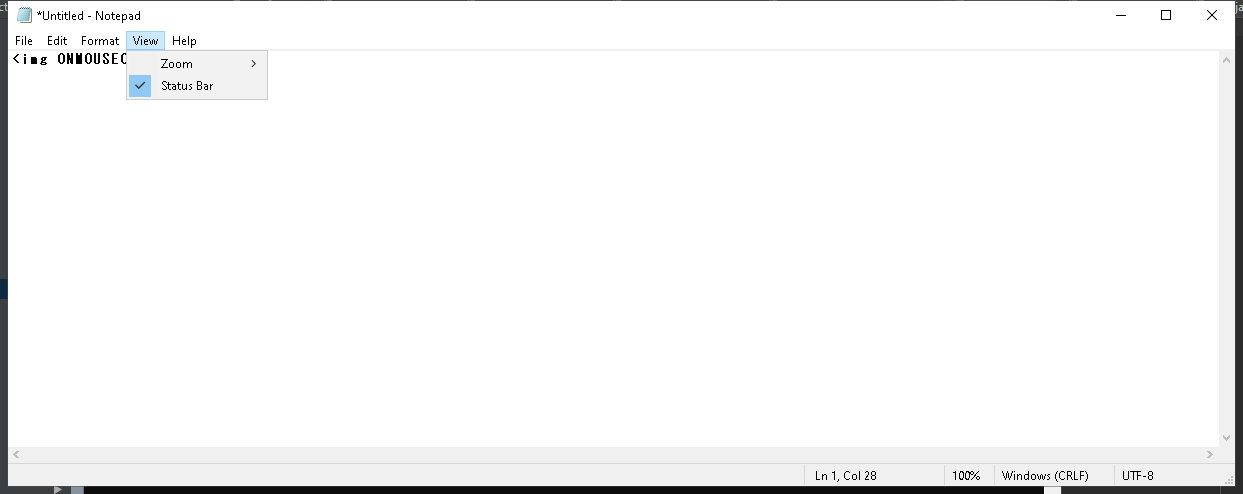 *Untitled - Notepad
File Edit Format View Help
<img
Zoom
Status Bar
Ln 1, Col 28 100% Windows (CRLF) UTF-8